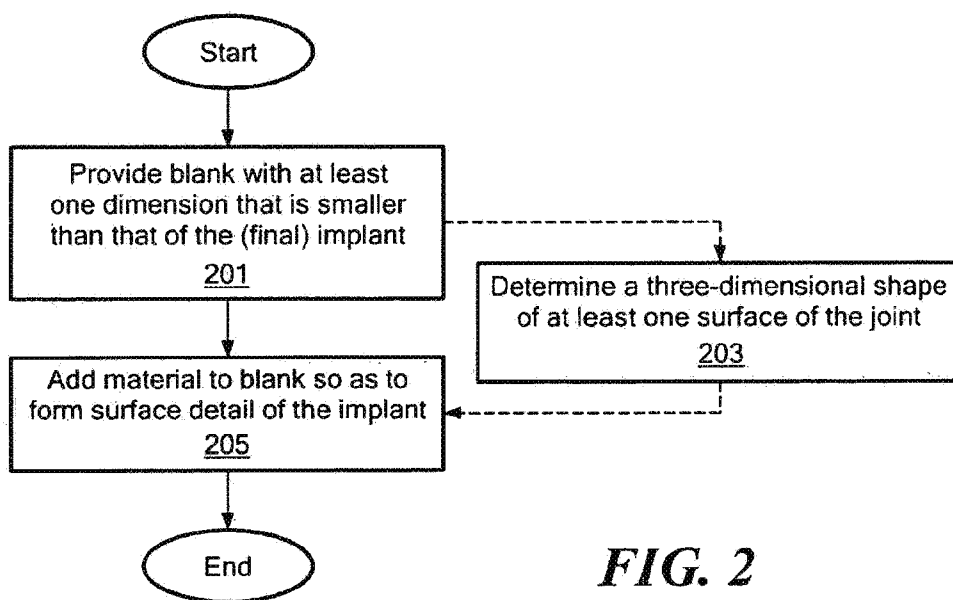 Start
Provide blank with at least
one dimension that is smaller
than that of the (final) implant
201
Determine a three-dimensional shape
of at least one surface of the joint
203
Add material to blank so as to
form surface detail of the implant
205
End
FIG. 2